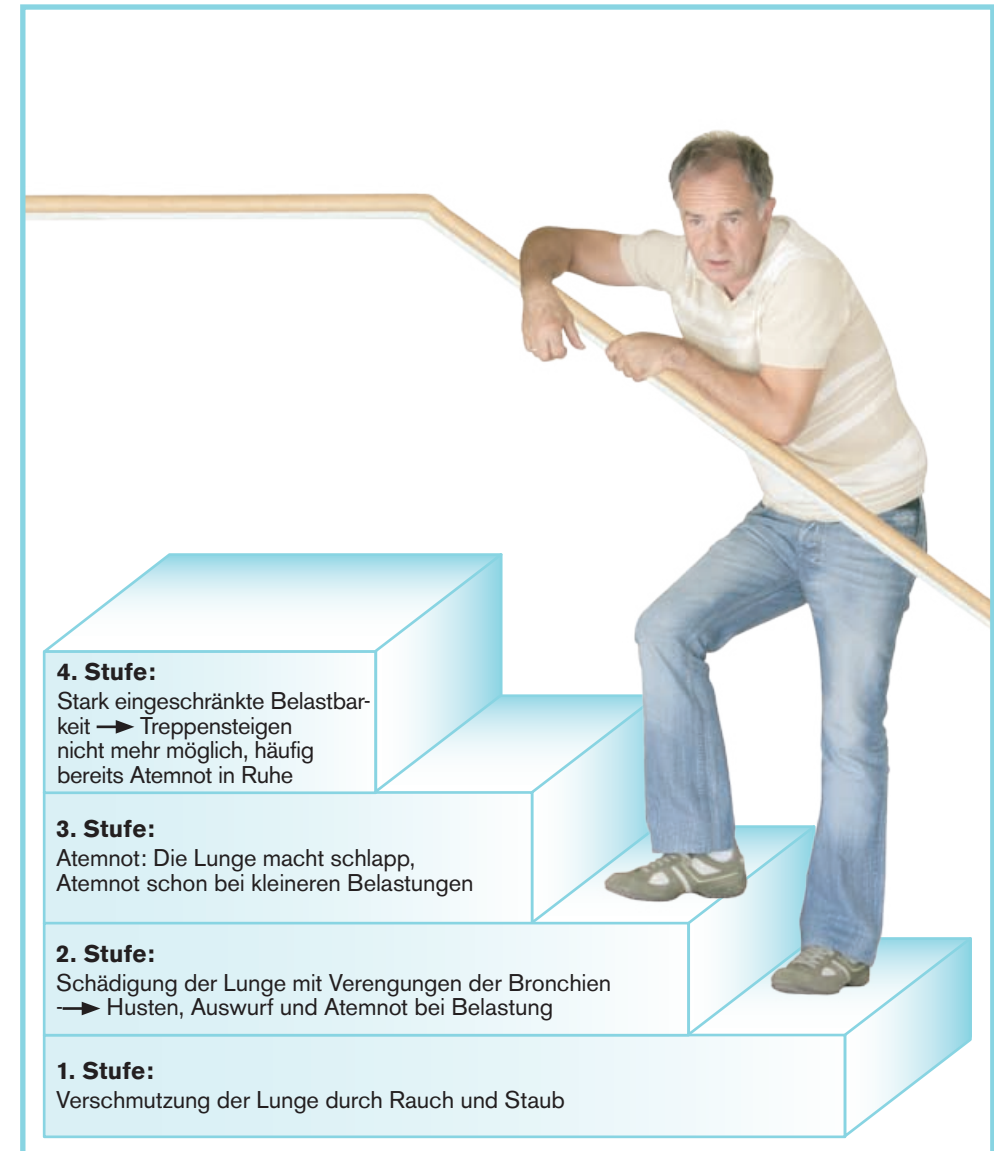 4. Stufe:
Stark eingeschränkte Belastbar-
keit → Treppensteigen
nicht mehr möglich, häufig
bereits Atemnot in Ruhe
3. Stufe:
Atemnot: Die Lunge macht schlapp,
Atemnot schon bei kleineren Belastungen
2. Stufe:
Schädigung der Lunge mit Verengungen der Bronchien
-→ Husten, Auswurf und Atemnot bei Belastung
1. Stufe:
Verschmutzung der Lunge durch Rauch und Staub